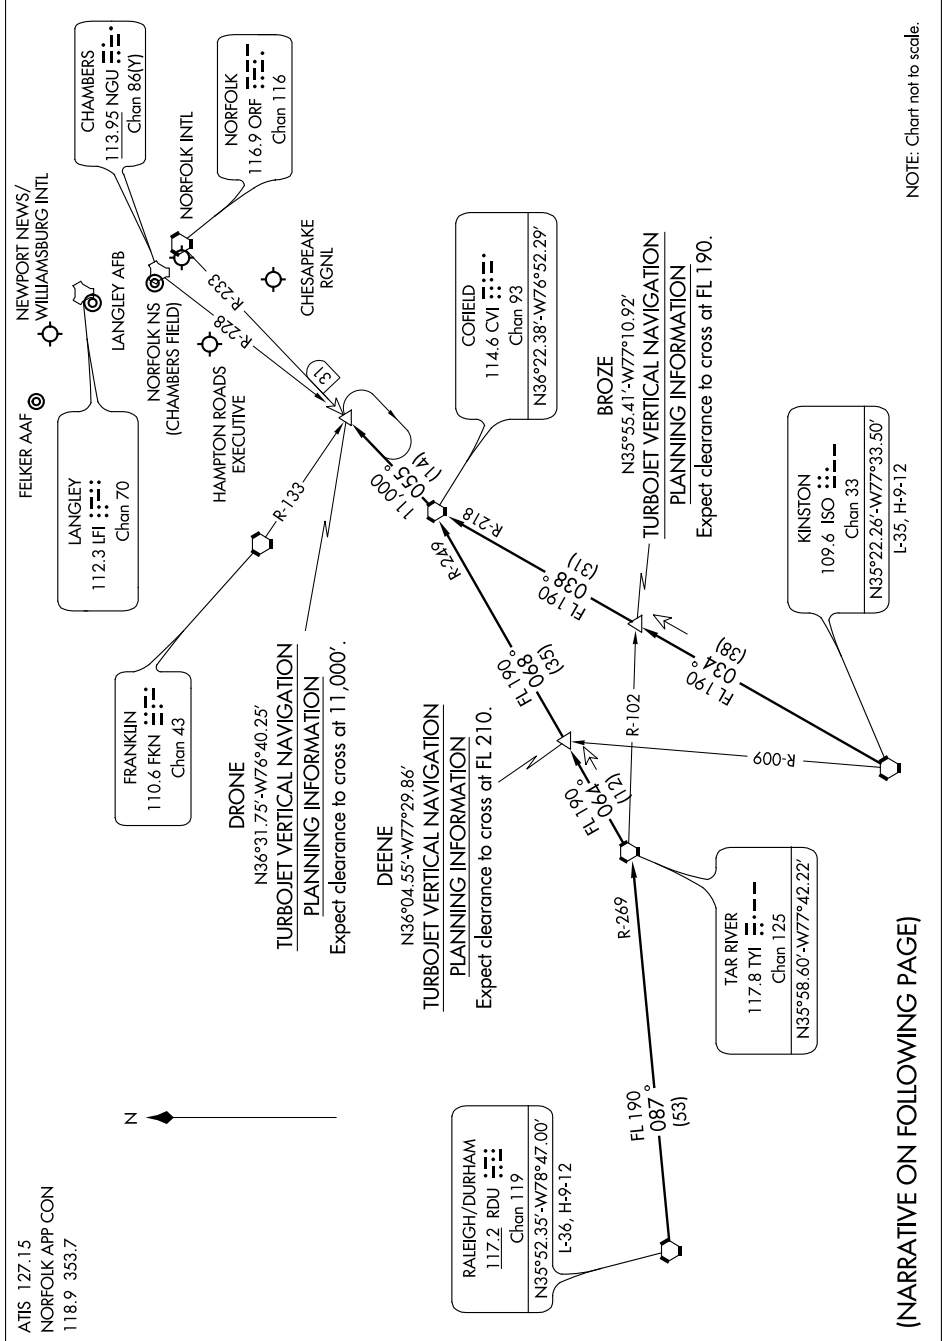 ATIS 127.15
NORFOLK APP CON
118.9 353.7
N
RALEIGH/DURHAM
117.2 RDU
Chan 119
N35°52.35'-W78°47.00'
L-36, H-9-12
FL 190
087°
(53)
R-269
TAR RIVER
117.8 TYI
Chan 125
N35°58.60'-W77°42.22'
FL 190
064°
(12)
R-102
R-009
DEENE
N36°04.55'-W77°29.86'
TURBOJET VERTICAL NAVIGATION
PLANNING INFORMATION
Expect clearance to cross at FL 210.
FL 190
068°
(35)
R-249
KINSTON
109.6 ISO
Chan 33
N35°22.26'-W77°33.50'
L-35, H-9-12
FL 190
034°
(38)
BROZE
N35°55.41'-W77°10.92'
TURBOJET VERTICAL NAVIGATION
PLANNING INFORMATION
Expect clearance to cross at FL 190.
FL 190
038°
(31)
R-218
COFIELD
114.6 CVI
Chan 93
N36°22.38'-W76°52.29'
11,000
055°
(14)
DRONE
N36°31.75'-W76°40.25'
TURBOJET VERTICAL NAVIGATION
PLANNING INFORMATION
Expect clearance to cross at 11,000'.
FRANKLIN
110.6 FKN
Chan 43
R-133
31
R-228
R-233
LANGLEY
112.3 LFI
Chan 70
FELKER AAF
NEWPORT NEWS/
WILLIAMSBURG INTL
LANGLEY AFB
NORFOLK NS
(CHAMBERS FIELD)
HAMPTON ROADS
EXECUTIVE
CHESAPEAKE
RGNL
NORFOLK INTL
CHAMBERS
113.95 NGU
Chan 86(Y)
NORFOLK
116.9 ORF
Chan 116
NOTE: Chart not to scale.
(NARRATIVE ON FOLLOWING PAGE)